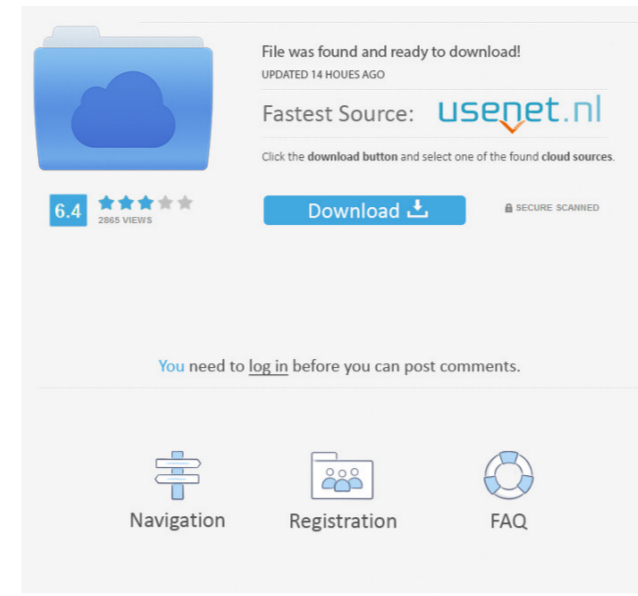 File was found and ready to download!
UPDATED 14 HOUES AGO
Fastest Source: usenet.nl
Click the download button and select one of the found cloud sources.
6.4
2865 VIEWS
Download
SECURE SCANNED
You need to log in before you can post comments.
Navigation
Registration
FAQ